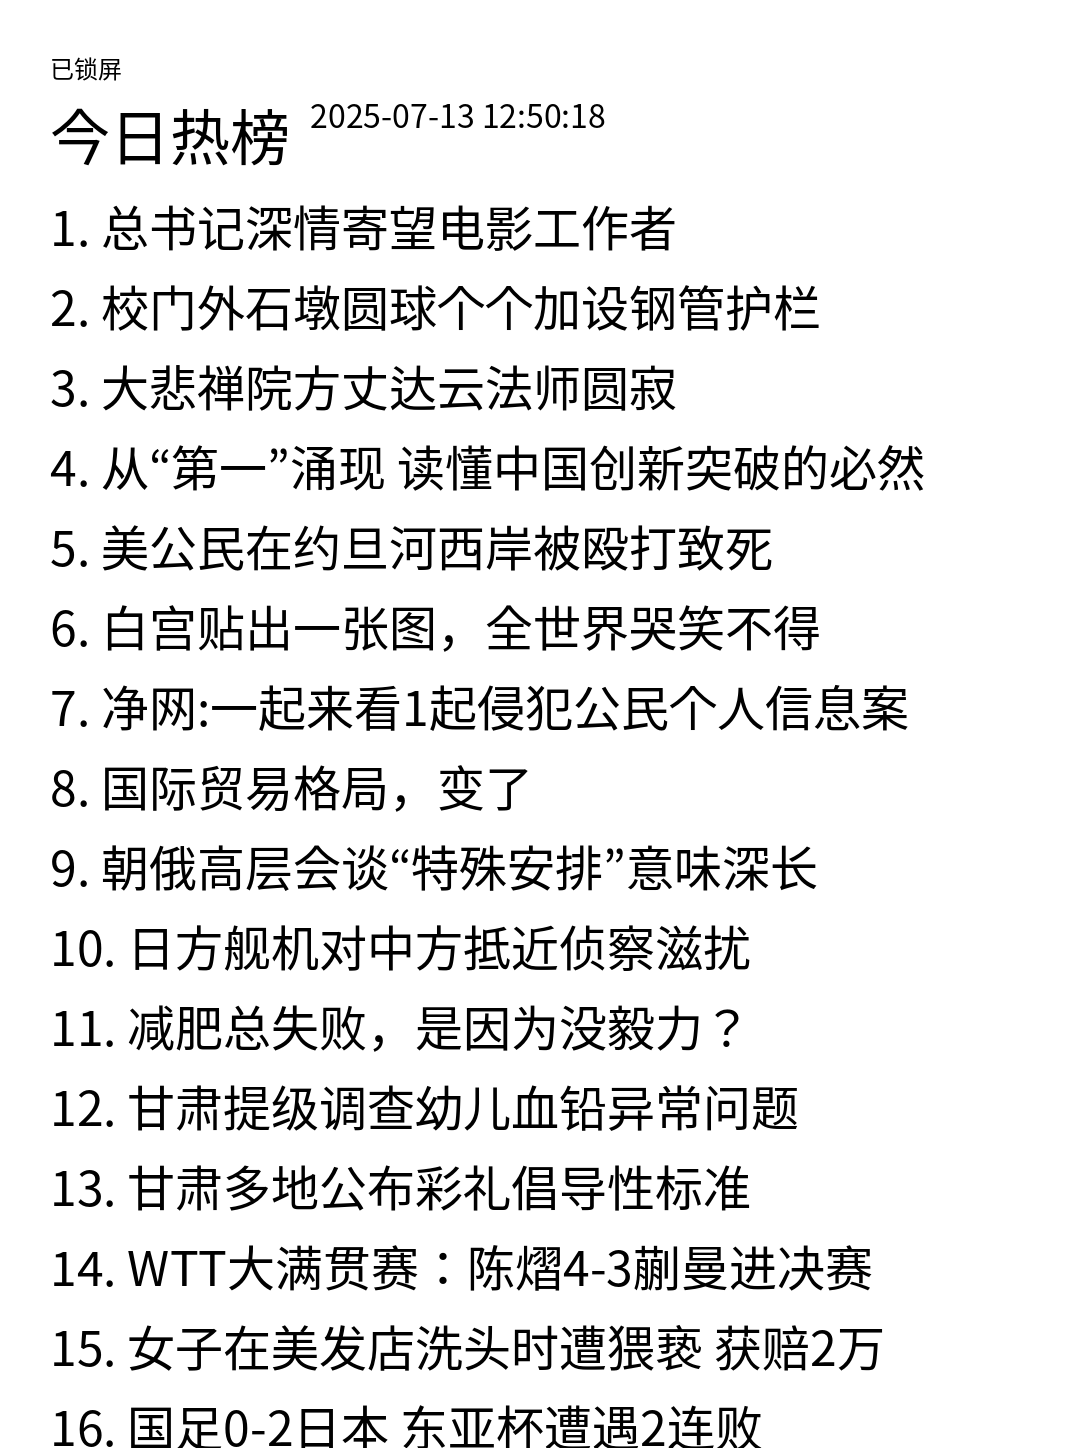 已锁屏
今日热榜 2025-07-13 12:50:18
1. 总书记深情寄望电影工作者
2. 校门外石墩圆球个个加设钢管护栏
3. 大悲禅院方丈达云法师圆寂
4. 从“第一”涌现 读懂中国创新突破的必然
5. 美公民在约旦河西岸被殴打致死
6. 白宫贴出一张图，全世界哭笑不得
7. 净网:一起来看1起侵犯公民个人信息案
8. 国际贸易格局，变了
9. 朝俄高层会谈“特殊安排”意味深长
10. 日方舰机对中方抵近侦察滋扰
11. 减肥总失败，是因为没毅力？
12. 甘肃提级调查幼儿血铅异常问题
13. 甘肃多地公布彩礼倡导性标准
14. WTT大满贯赛：陈熠4-3蒯曼进决赛
15. 女子在美发店洗头时遭猥亵 获赔2万
16. 国足0-2日本 东亚杯遭遇2连败